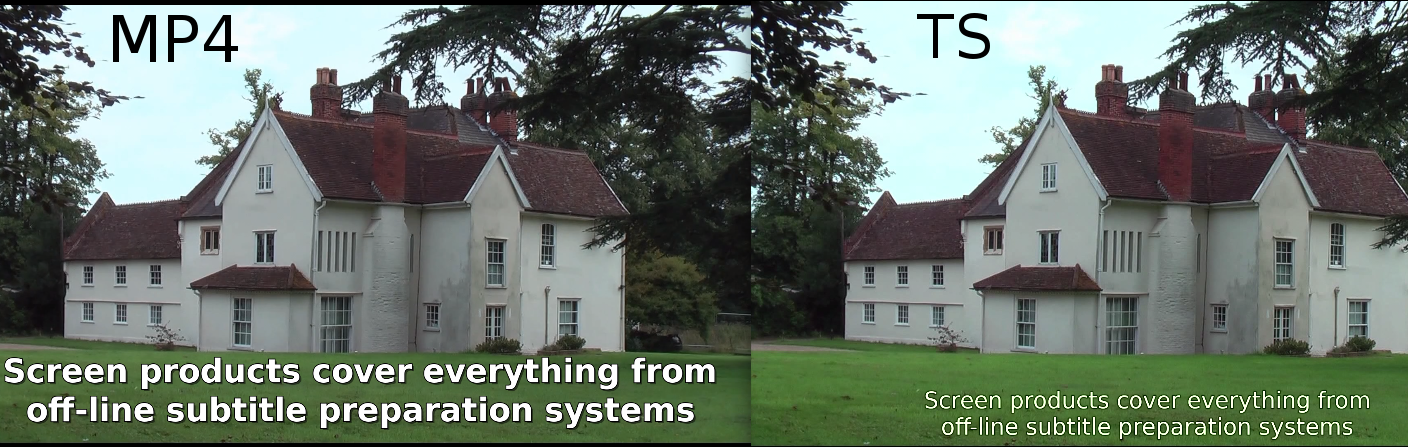 MP4
Screen products cover everything from
off-line subtitle preparation systems
TS
Screen products cover everything from
off-line subtitle preparation systems